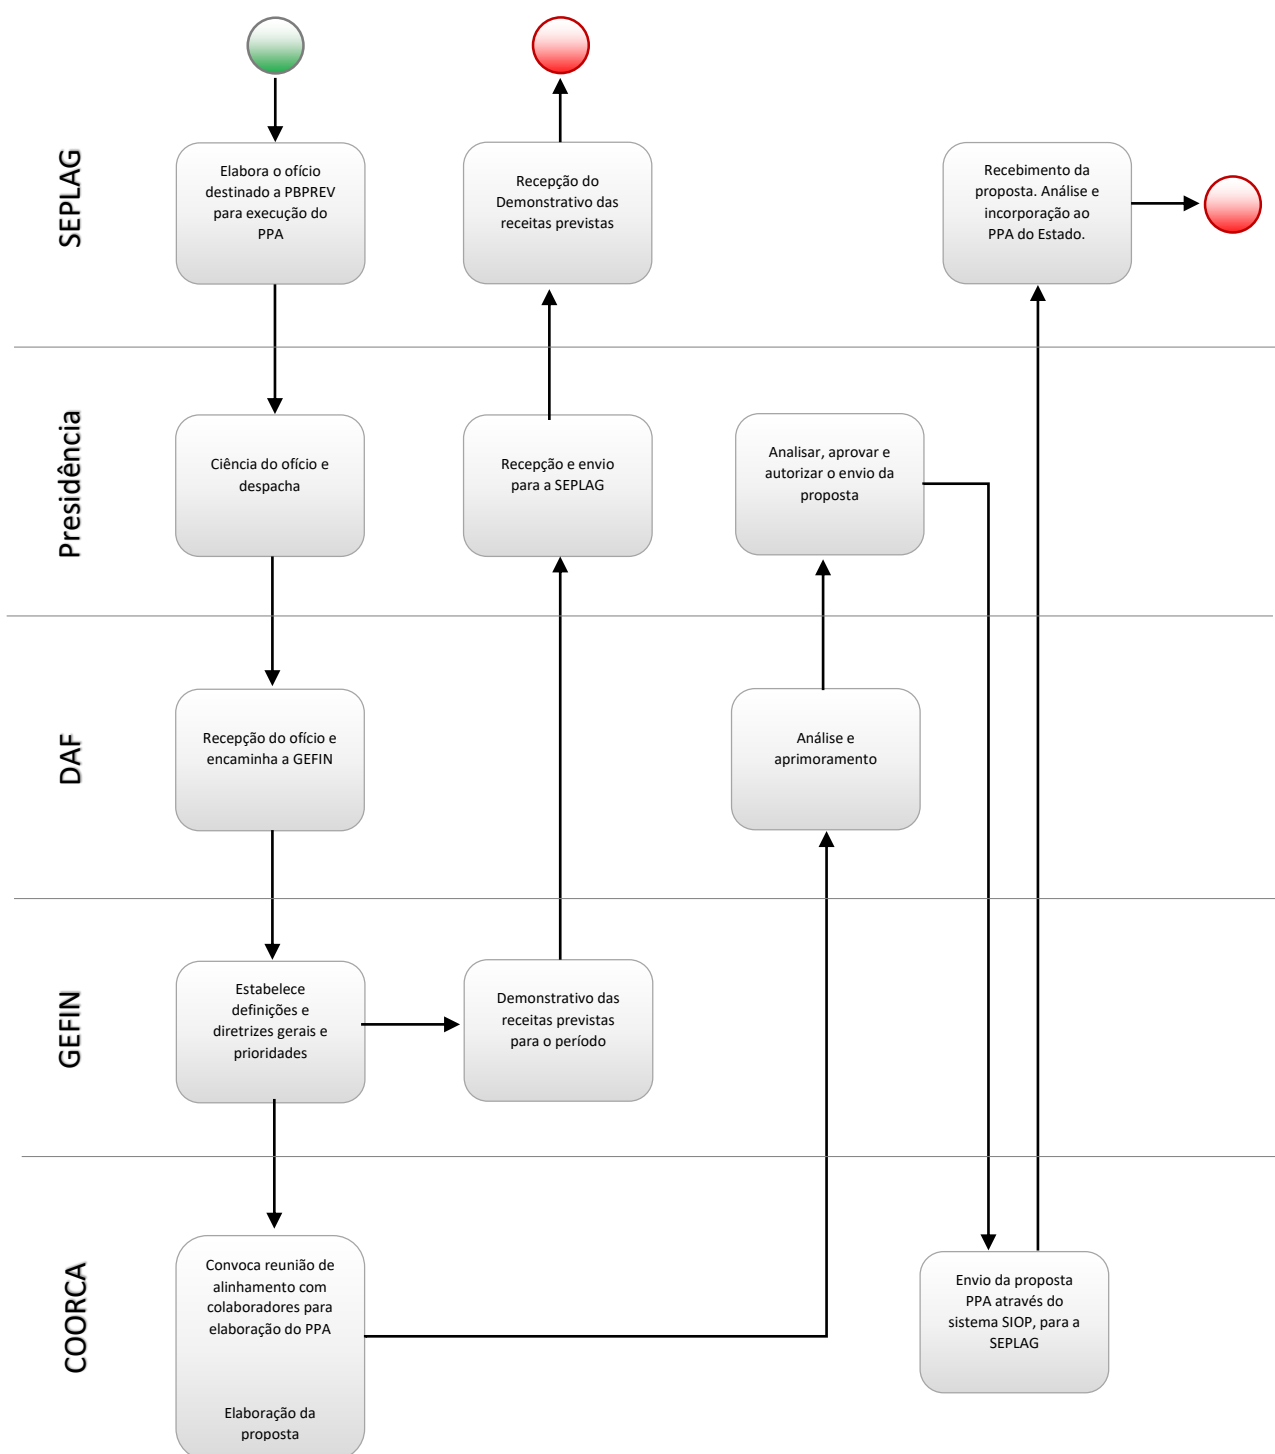 SEPLAG
Elabora o ofício
destinado a PBPREV
para execução do
PPA
Recepção do
Demonstrativo das
receitas previstas
Recebimento da
proposta. Análise e
incorporação ao
PPA do Estado.
Presidência
Ciência do ofício e
despacha
Recepção e envio
para a SEPLAG
Analisar, aprovar e
autorizar o envio da
proposta
DAF
Recepção do ofício e
encaminha a GEFIN
Análise e
aprimoramento
GEFIN
Estabelece
definições e
diretrizes gerais e
prioridades
Demonstrativo das
receitas previstas
para o período
COORCA
Convoca reunião de
alinhamento com
colaboradores para
elaboração do PPA
Elaboração da
proposta
Envio da proposta
PPA através do
sistema SIOP, para a
SEPLAG